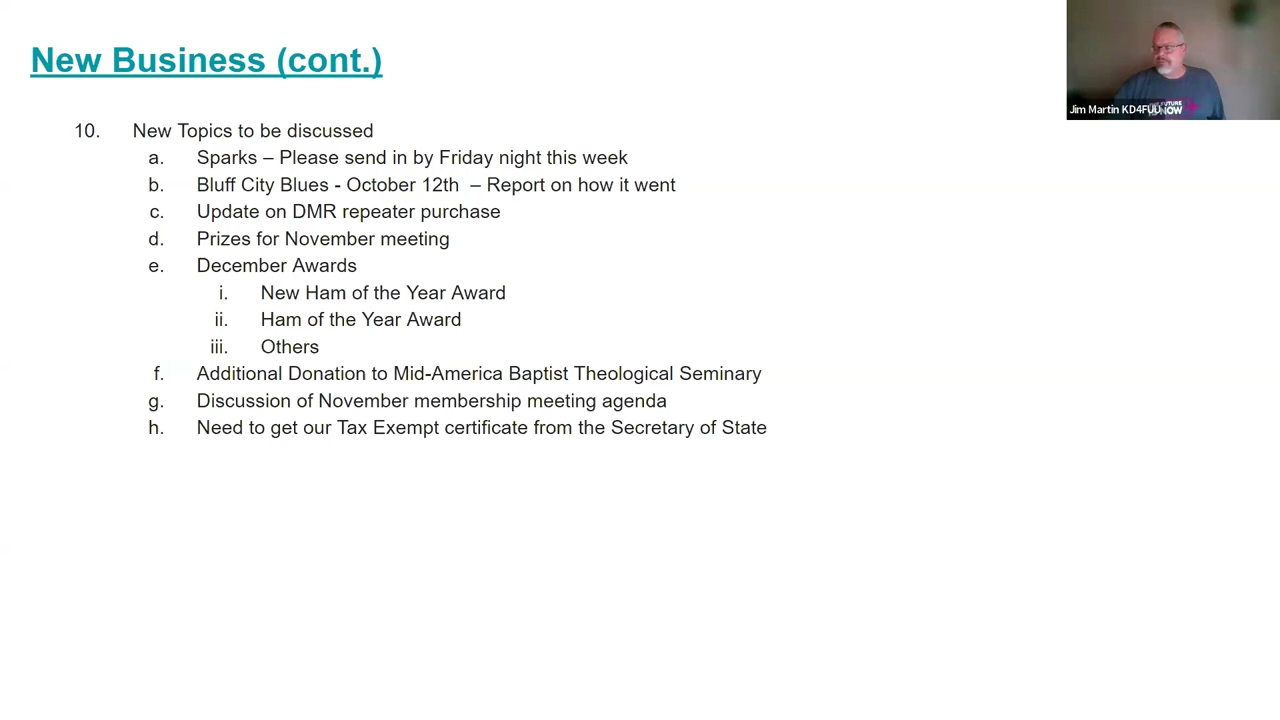 New Business (cont.)
10. New Topics to be discussed
a. Sparks – Please send in by Friday night this week
b. Bluff City Blues - October 12th – Report on how it went
c. Update on DMR repeater purchase
d. Prizes for November meeting
e. December Awards
i. New Ham of the Year Award
ii. Ham of the Year Award
iii. Others
f. Additional Donation to Mid-America Baptist Theological Seminary
g. Discussion of November membership meeting agenda
h. Need to get our Tax Exempt certificate from the Secretary of State
FUTURE
Jim Martin KD4FUU
NOW